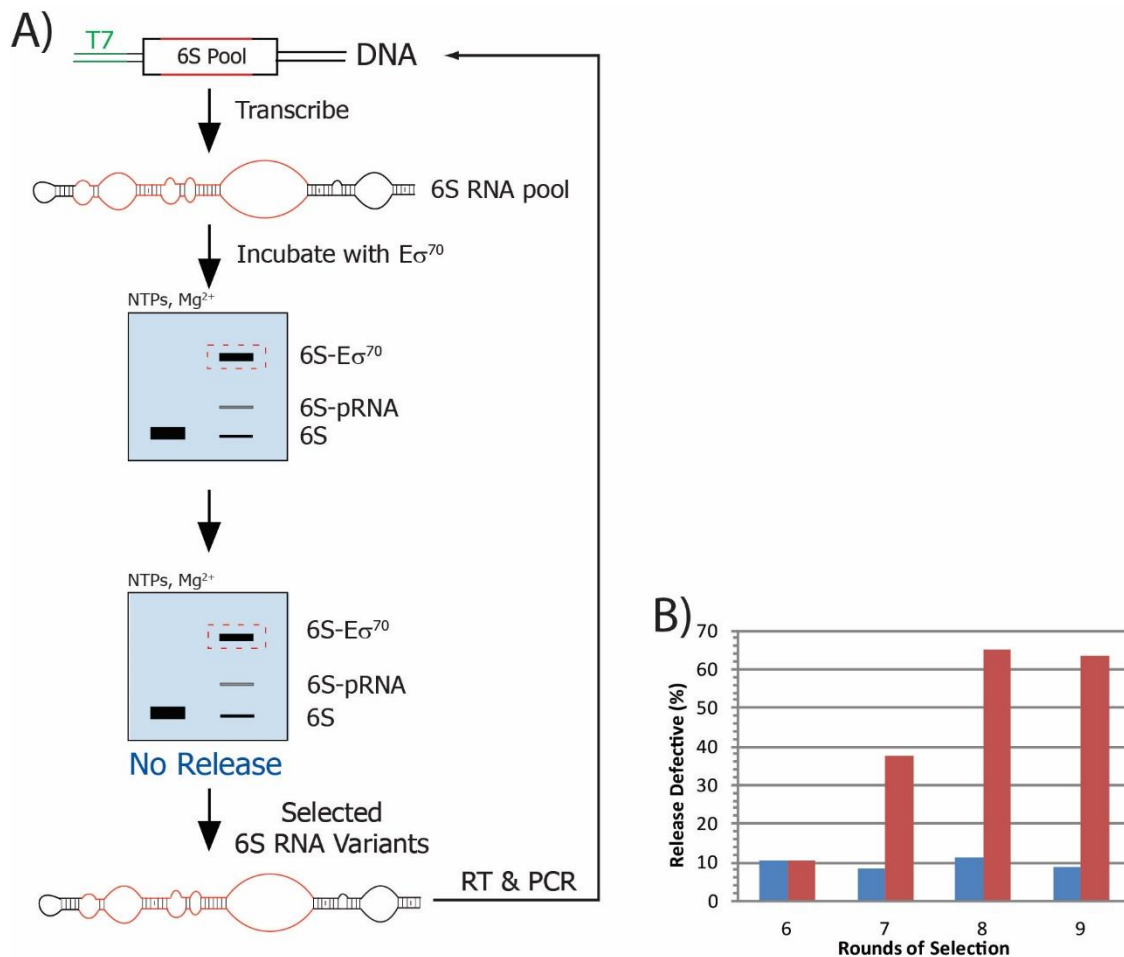 A)
T7
6S Pool
DNA
Transcribe
6S RNA pool
Incubate with Eσ⁷⁰
NTPs, Mg²⁺
6S-Eσ⁷⁰
6S-pRNA
6S
NTPs, Mg²⁺
6S-Eσ⁷⁰
6S-pRNA
6S
No Release
Selected
6S RNA Variants
RT & PCR
B)
Release Defective (%)
70
60
50
40
30
20
10
0
6 7 8 9
Rounds of Selection